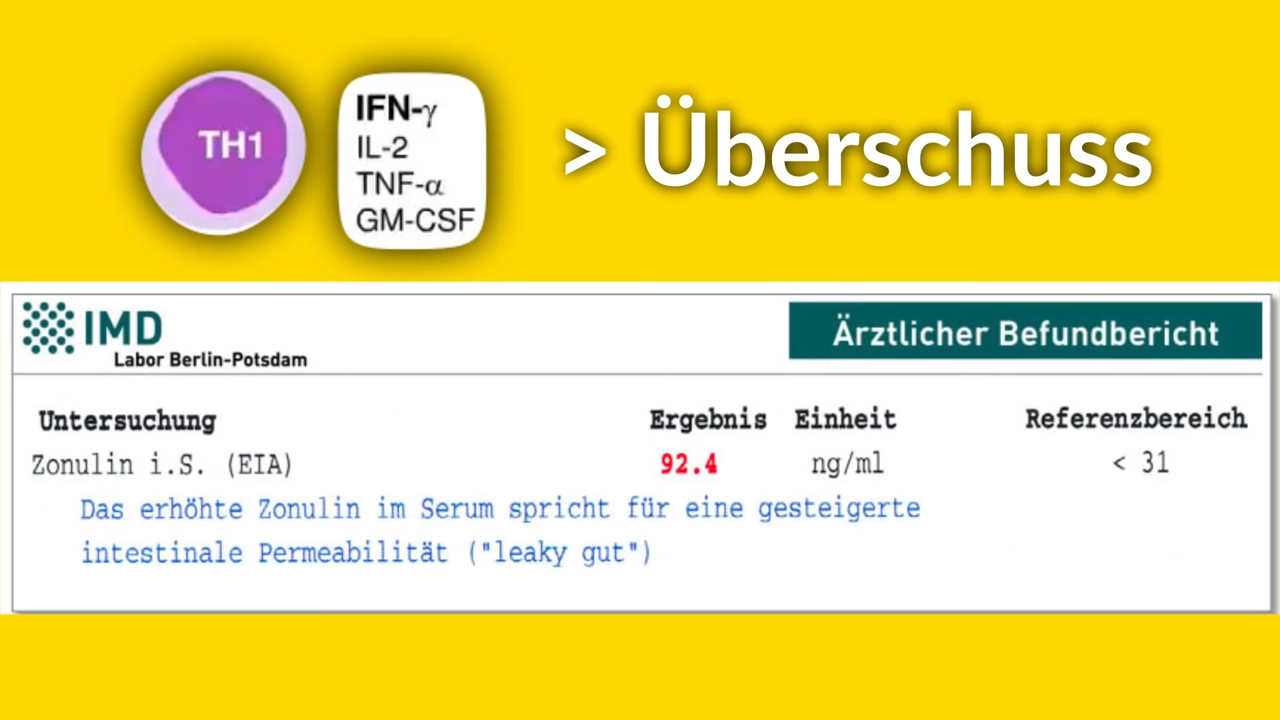 TH1
IFN-γ
IL-2
TNF-α
GM-CSF
> Überschuss
IMD
Labor Berlin-Potsdam
Ärztlicher Befundbericht
Untersuchung Ergebnis Einheit Referenzbereich
Zonulin i.S. (EIA) 92.4 ng/ml < 31
Das erhöhte Zonulin im Serum spricht für eine gesteigerte
intestinale Permeabilität ("leaky gut")